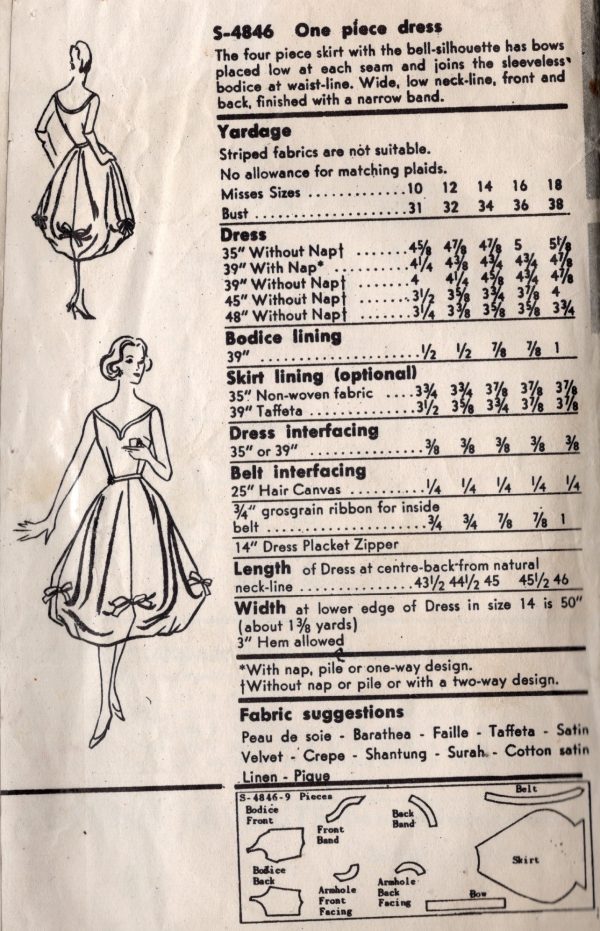 S-4846 One piece dress
The four piece skirt with the bell-silhouette has bows
placed low at each seam and joins the sleeveless
bodice at waist-line. Wide, low neck-line, front and
back, finished with a narrow band.
Yardage
Striped fabrics are not suitable.
No allowance for matching plaids.
Misses Sizes ............10 12 14 16 18
Bust ..................31 32 34 36 38
Dress
35" Without Nap† .......4⅝ 4⅞ 4⅞ 5 5⅛
39" With Nap* .........4¼ 4⅜ 4¾ 4¾ 4⅞
39" Without Nap† .......4 4¼ 4⅝ 4¾ 4⅞
45" Without Nap† .......3½ 3⅝ 3¾ 3⅞ 4
48" Without Nap† .......3¼ 3⅜ 3⅝ 3⅝ 3¾
Bodice lining
39" ....................½ ½ ⅞ ⅞ 1
Skirt lining (optional)
35" Non-woven fabric ....3¾ 3¾ 3⅞ 3⅞ 3⅞
39" Taffeta .............3½ 3⅝ 3¾ 3⅞ 3⅞
Dress interfacing
35" or 39" ..............⅜ ⅜ ⅜ ⅜ ⅜
Belt interfacing
25" Hair Canvas ..........¼ ¼ ¼ ¼ ¼
¾" grosgrain ribbon for inside
belt ....................¾ ¾ ⅞ ⅞ 1
14" Dress Placket Zipper
Length of Dress at centre-back from natural
neck-line ...............43½ 44½ 45 45½ 46
Width at lower edge of Dress in size 14 is 50"
(about 1⅜ yards)
3" Hem allowed
*With nap, pile or one-way design.
†Without nap or pile or with a two-way design.
Fabric suggestions
Peau de soie - Barathea - Faille - Taffeta - Satin
Velvet - Crepe - Shantung - Surah - Cotton satin
Linen - Pique
S-4846-9 Pieces
Bodice
Front
Front
Band
Back
Band
Belt
Bodice
Back
Armhole
Front
Facing
Armhole
Back
Facing
Bow
Skirt